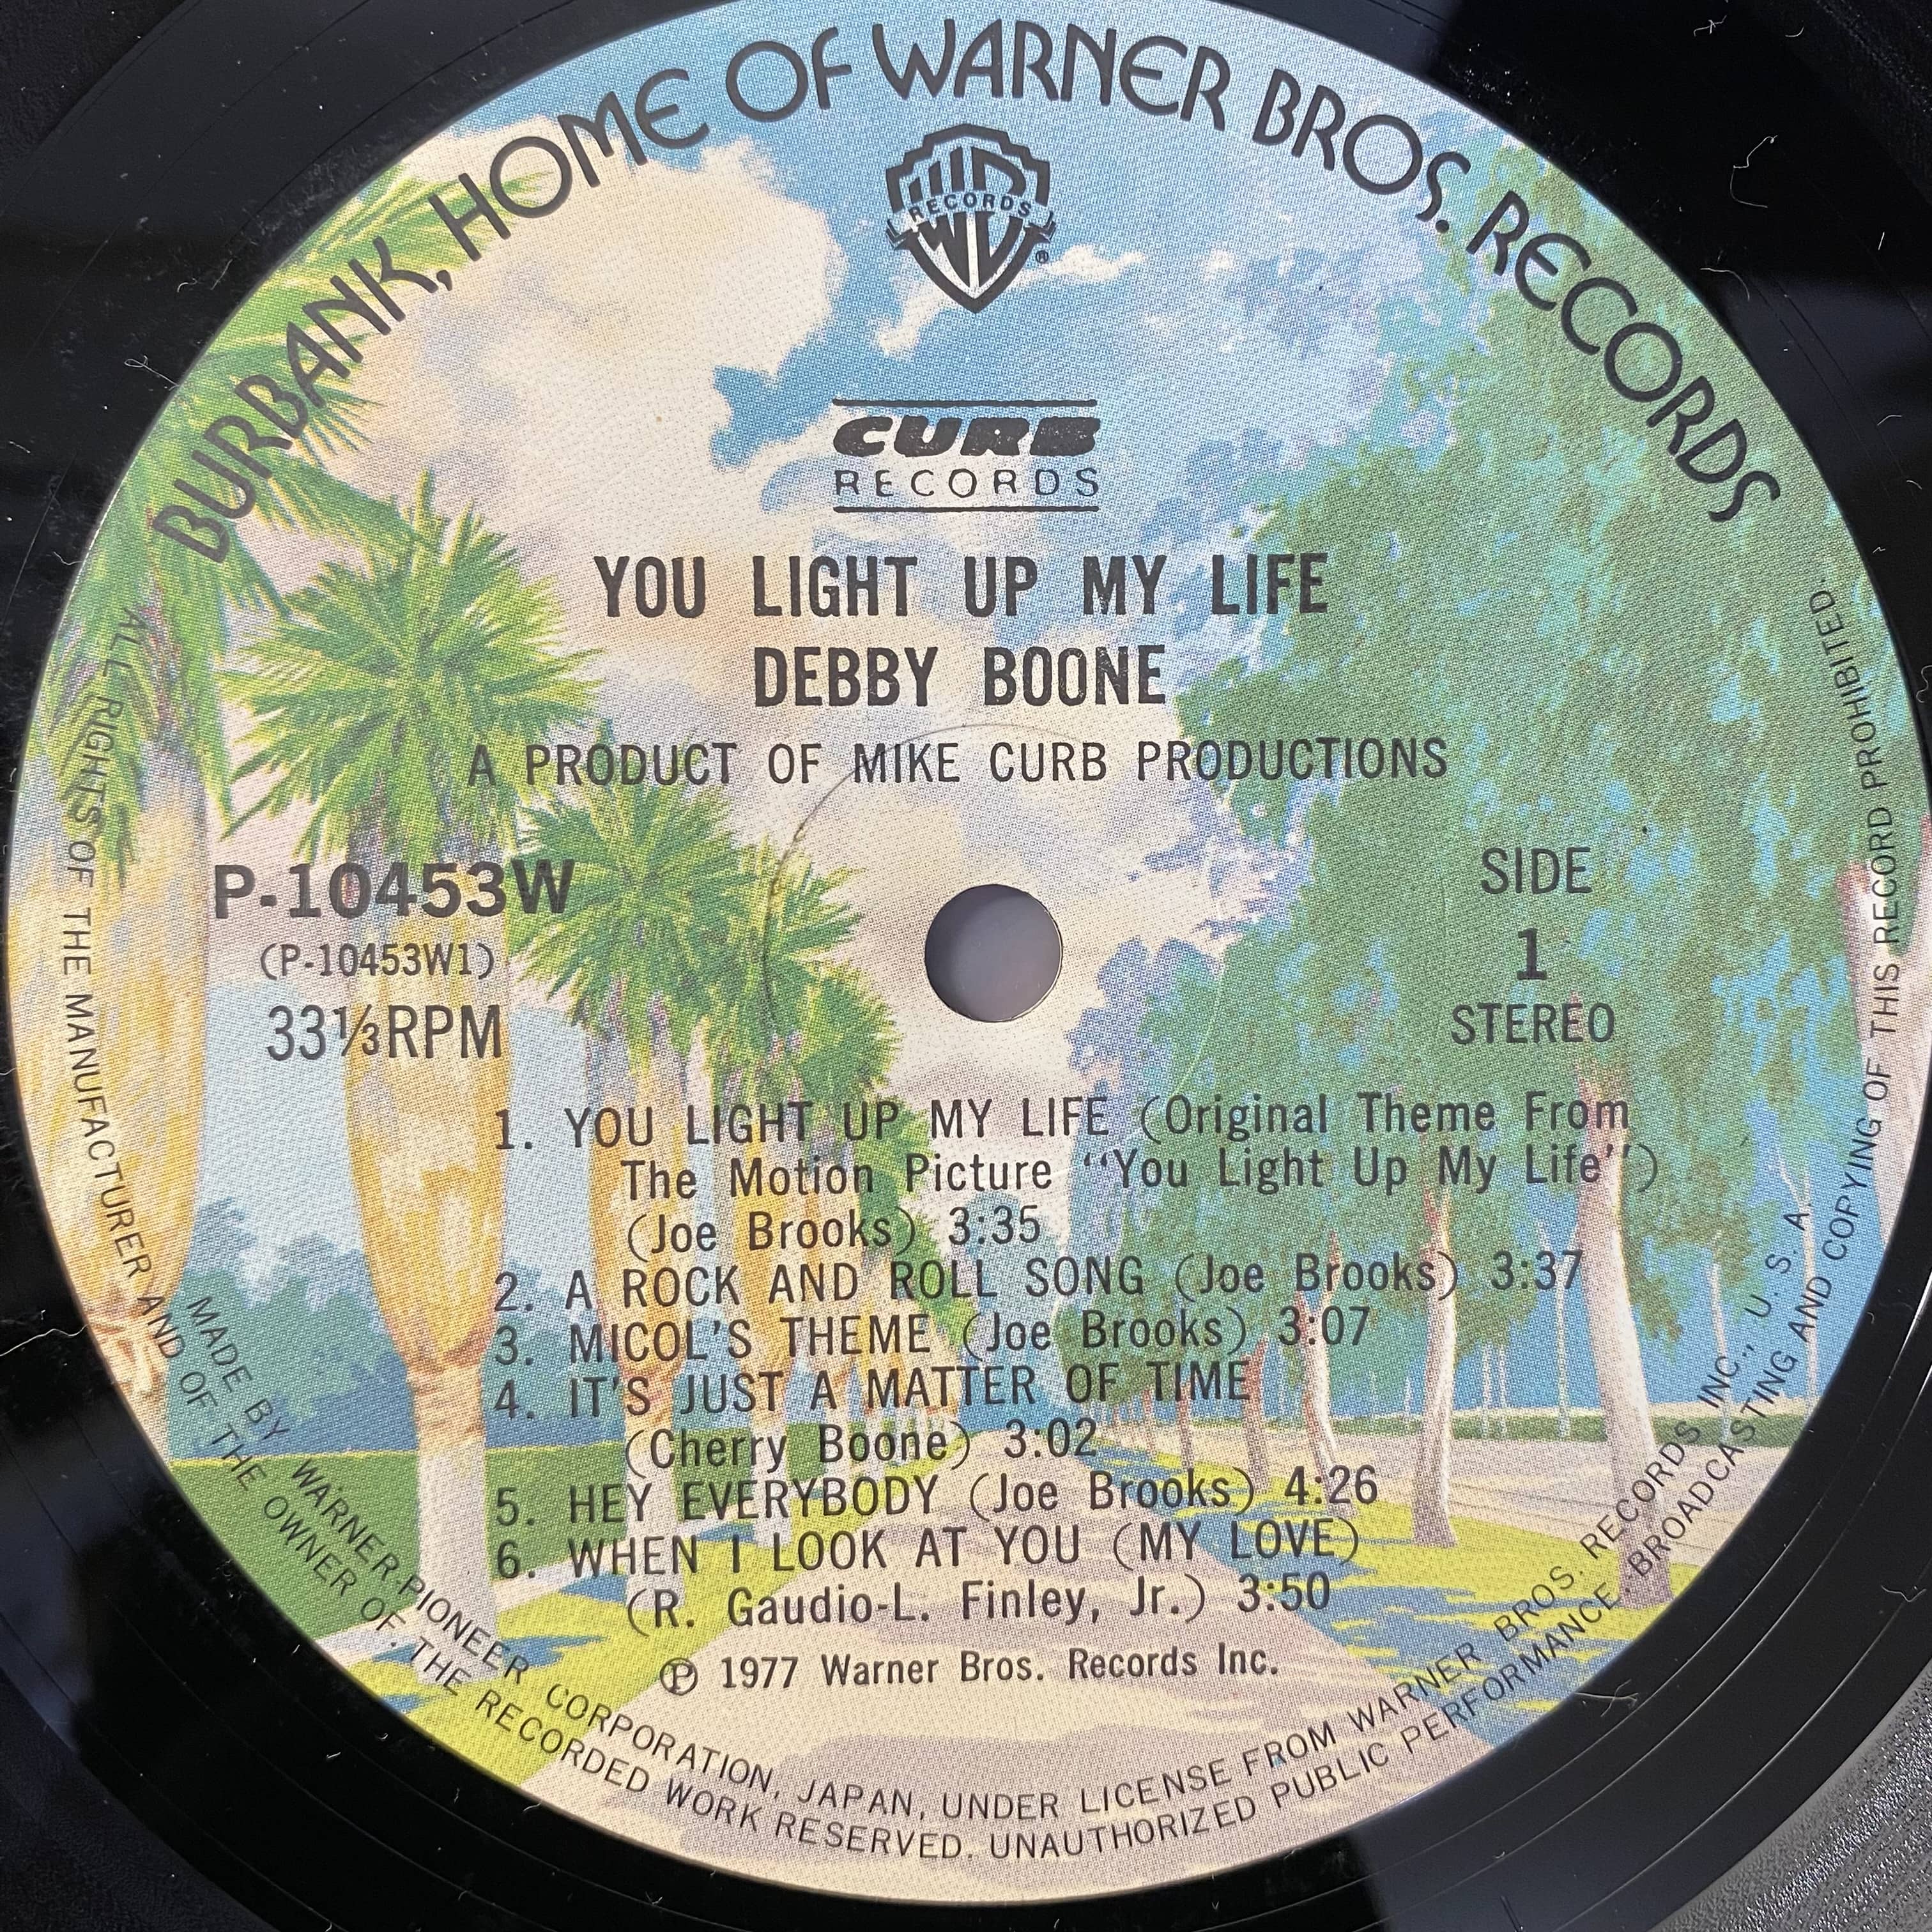 BURBANK, HOME OF WARNER BROS. RECORDS
RECORDS
®
CURB
RECORDS
YOU LIGHT UP MY LIFE
DEBBY BOONE
A PRODUCT OF MIKE CURB PRODUCTIONS
P-10453W
(P-10453W1)
33⅓RPM
SIDE
1
STEREO
1. YOU LIGHT UP MY LIFE (Original Theme From
The Motion Picture “You Light Up My Life”)
(Joe Brooks) 3:35
2. A ROCK AND ROLL SONG (Joe Brooks) 3:37
3. MICOL'S THEME (Joe Brooks) 3:07
4. IT'S JUST A MATTER OF TIME
(Cherry Boone) 3:02
5. HEY EVERYBODY (Joe Brooks) 4:26
6. WHEN I LOOK AT YOU (MY LOVE)
(R. Gaudio-L. Finley, Jr.) 3:50
℗ 1977 Warner Bros. Records Inc.
MADE BY WARNER PIONEER CORPORATION, JAPAN, UNDER LICENSE FROM WARNER BROS. RECORDS INC., U. S. A.
ALL RIGHTS OF THE MANUFACTURER AND OF THE OWNER OF THE RECORDED WORK RESERVED. UNAUTHORIZED PUBLIC PERFORMANCE, BROADCASTING AND COPYING OF THIS RECORD PROHIBITED.